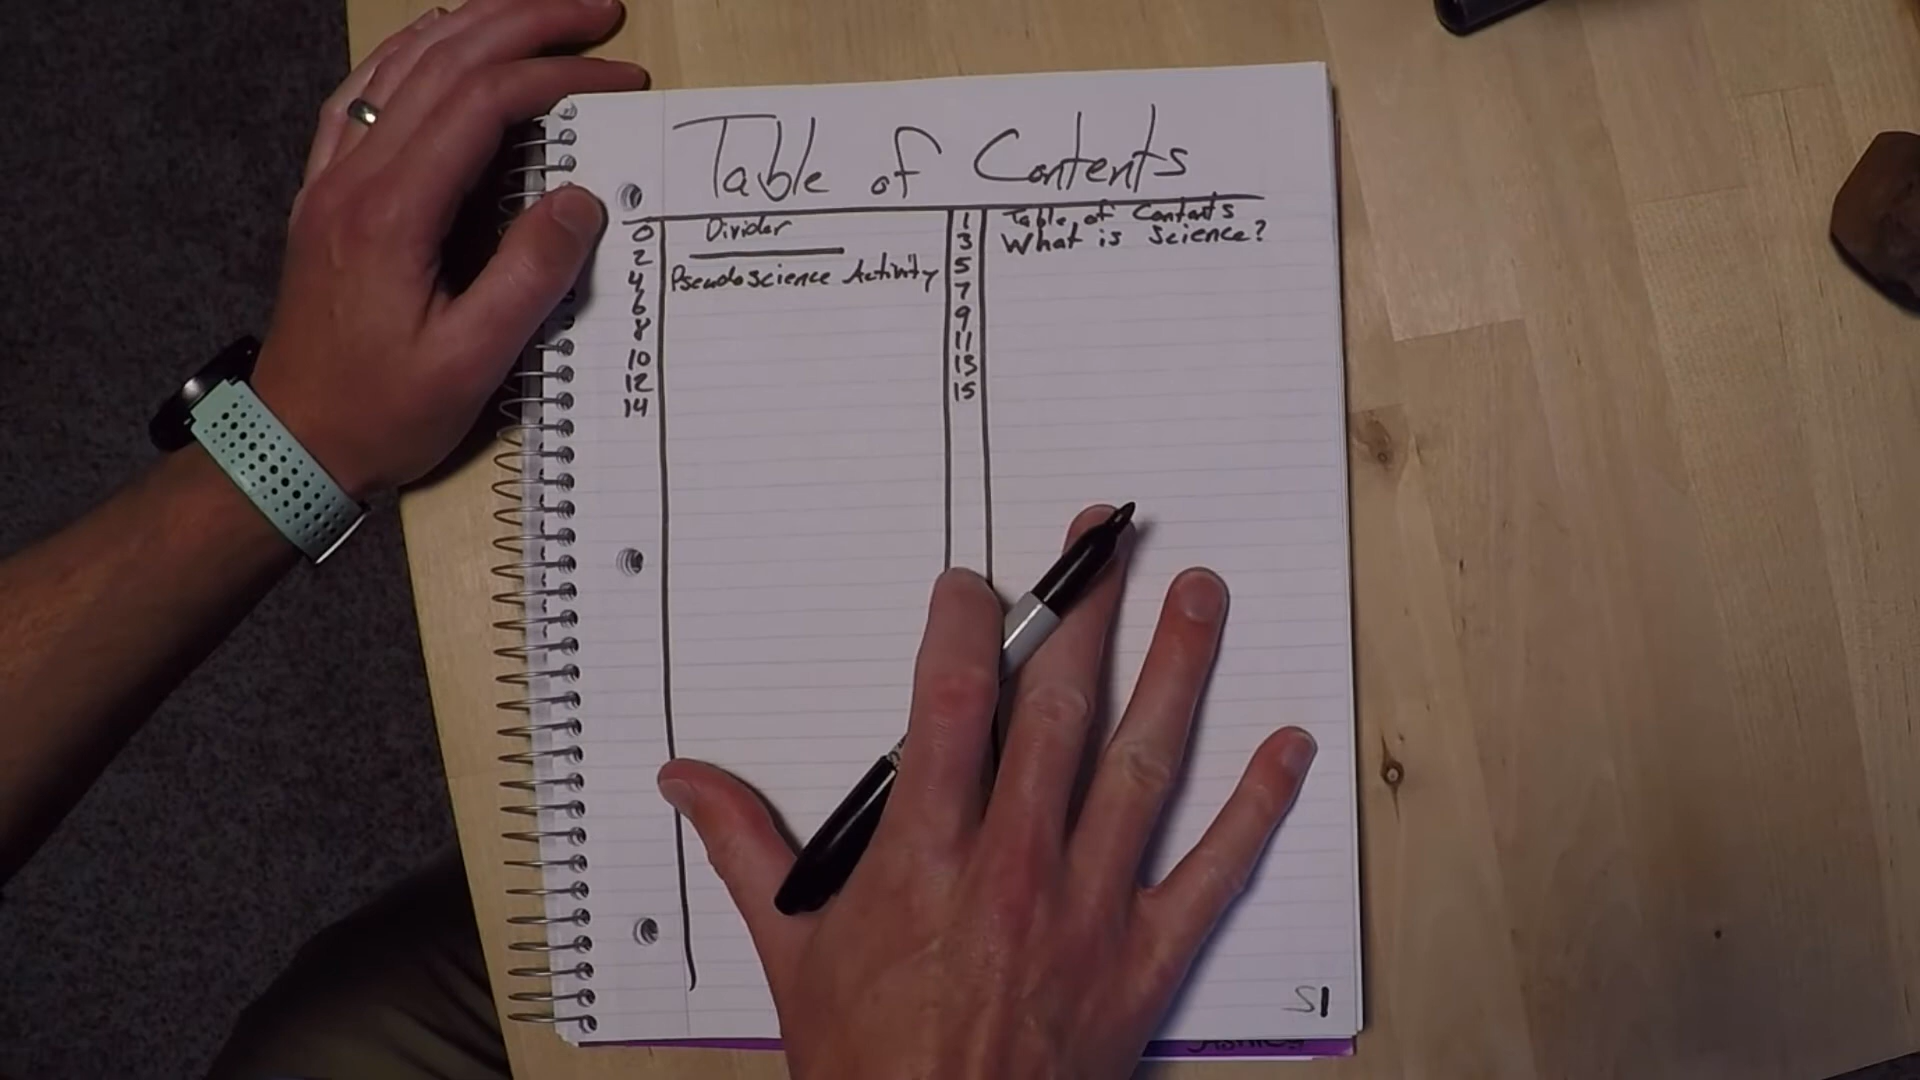 Table of Contents
0 Divider 1 Table of Contents
2 3 What is Science?
4 Pseudoscience Activity 5
6 7
8 9
10 11
12 13
14 15
S1